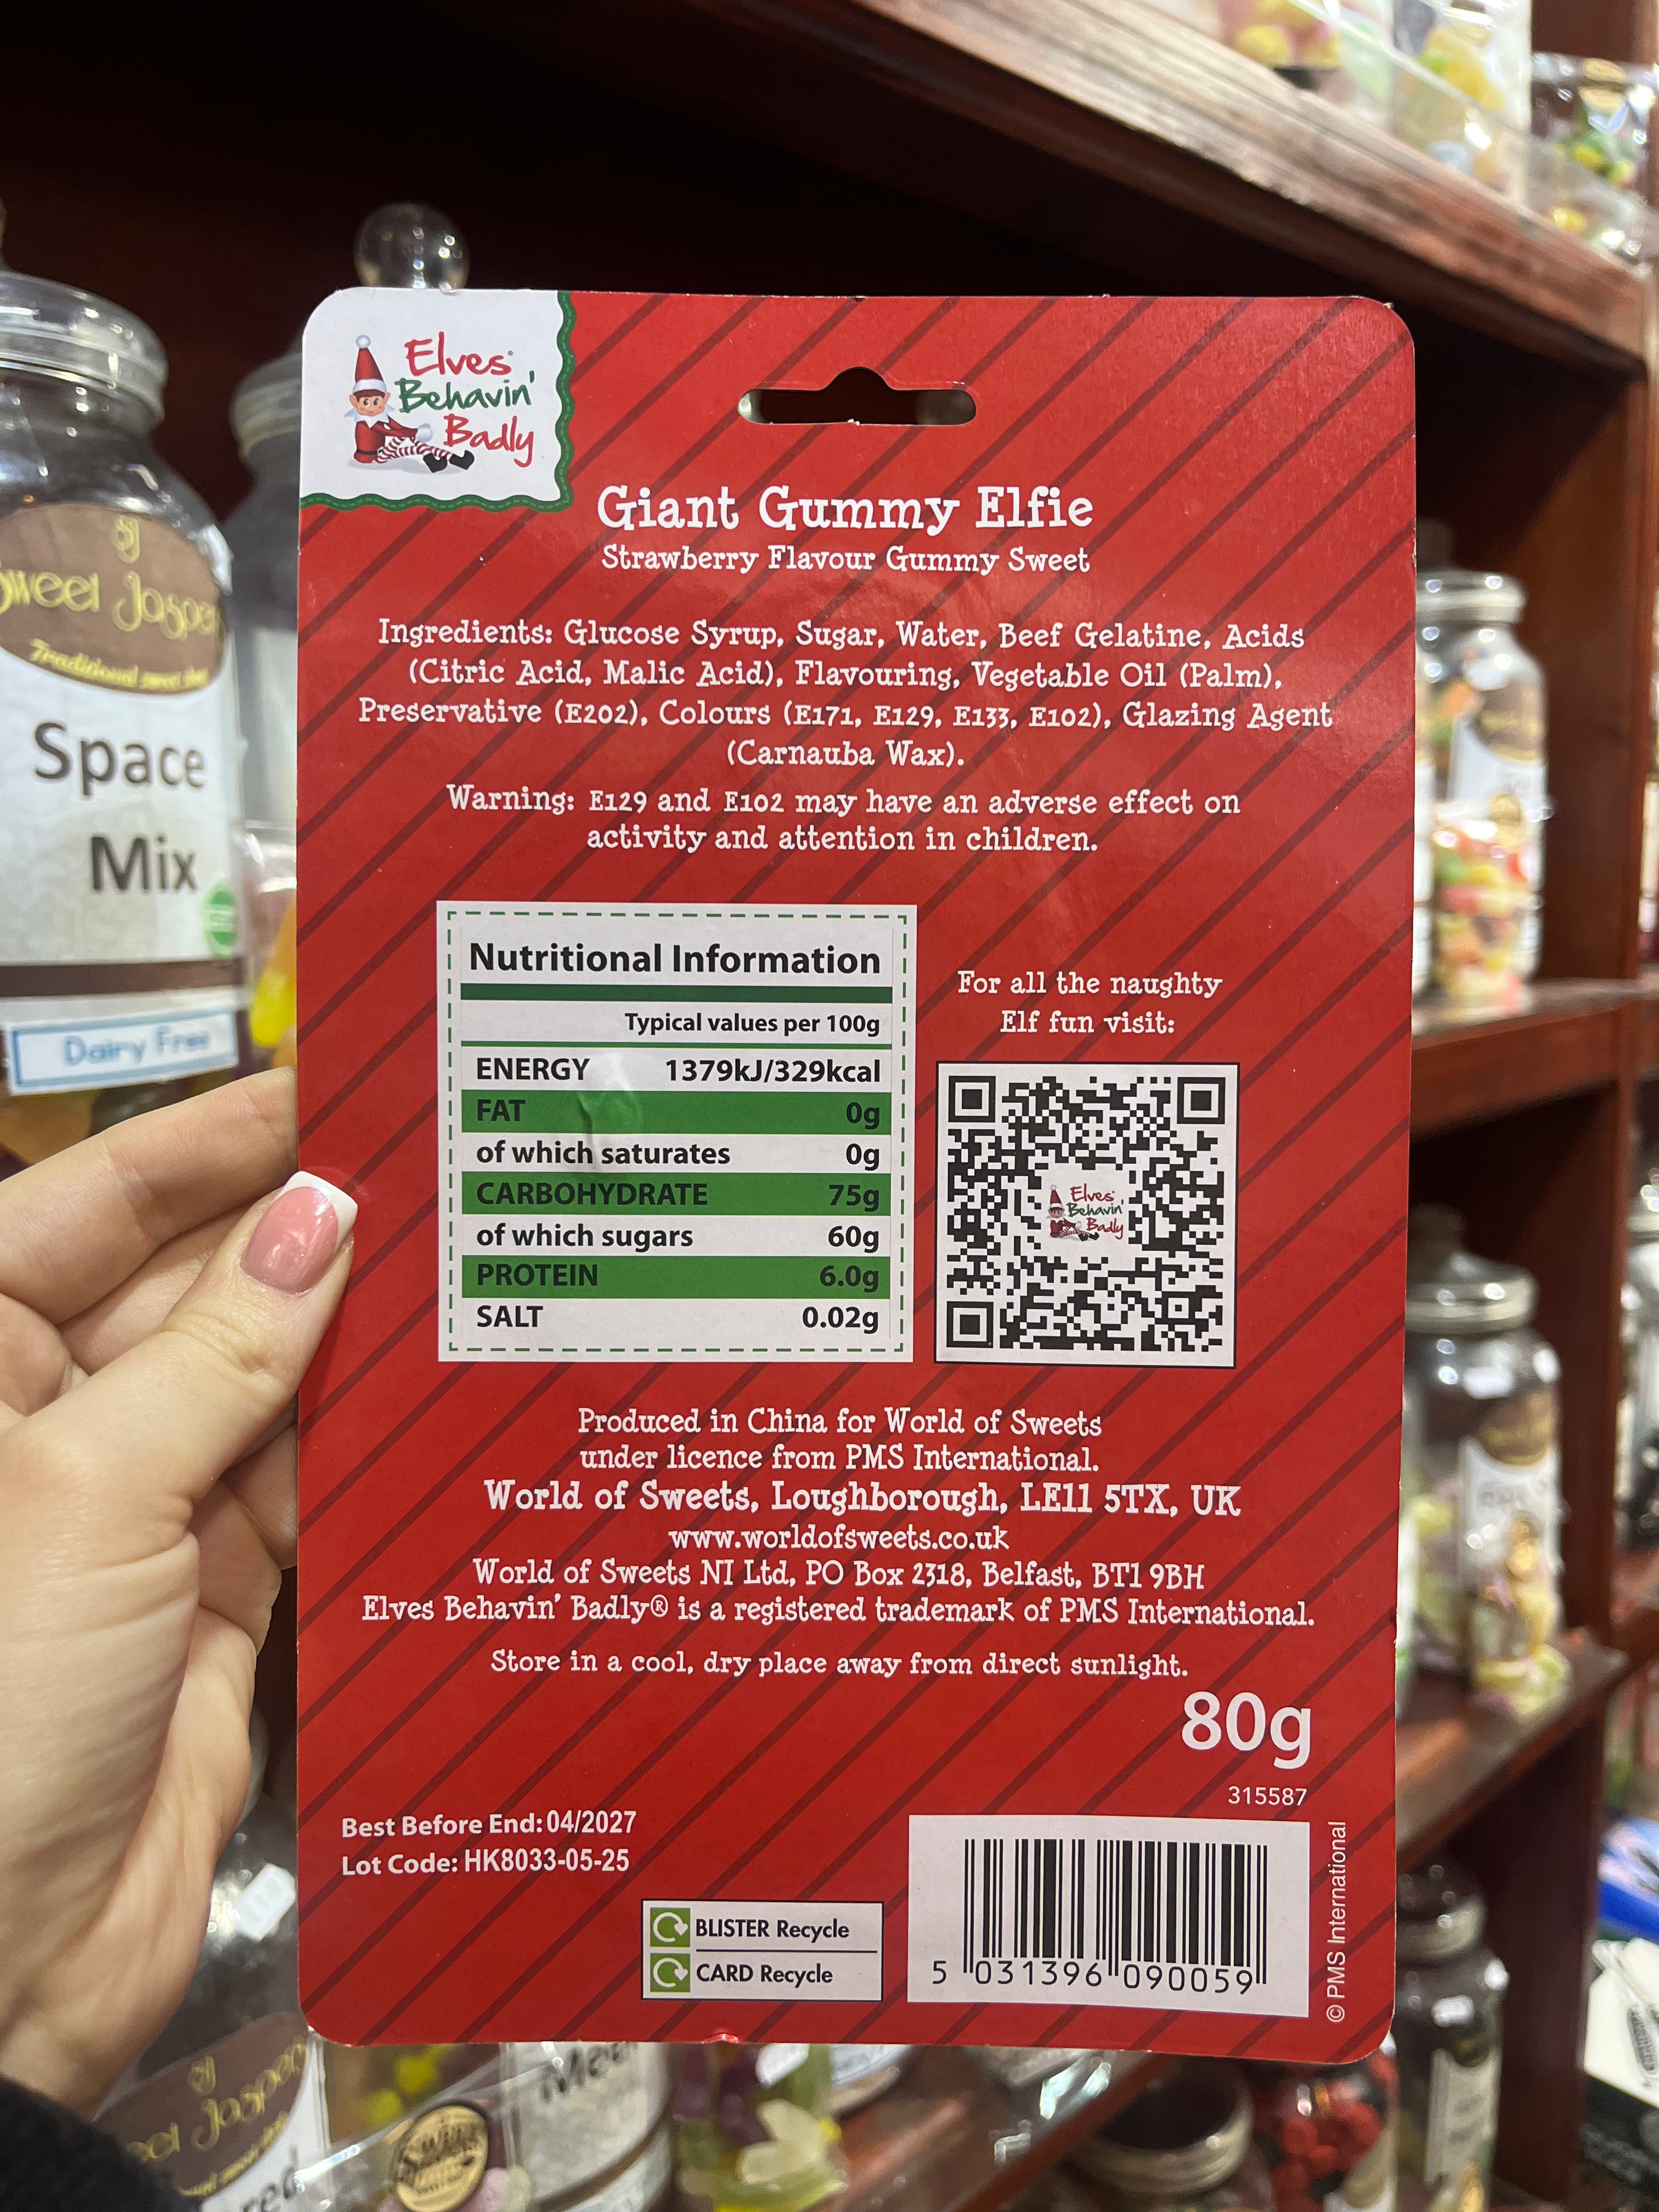 Elves®
Behavin'
Badly
Giant Gummy Elfie
Strawberry Flavour Gummy Sweet
Ingredients: Glucose Syrup, Sugar, Water, Beef Gelatine, Acids
(Citric Acid, Malic Acid), Flavouring, Vegetable Oil (Palm),
Preservative (E202), Colours (E171, E129, E133, E102), Glazing Agent
(Carnauba Wax).
Warning: E129 and E102 may have an adverse effect on
activity and attention in children.
Nutritional Information
Typical values per 100g
ENERGY 1379kJ/329kcal
FAT 0g
of which saturates 0g
CARBOHYDRATE 75g
of which sugars 60g
PROTEIN 6.0g
SALT 0.02g
For all the naughty
Elf fun visit:
Elves
Behavin'
Badly
Produced in China for World of Sweets
under licence from PMS International.
World of Sweets, Loughborough, LE11 5TX, UK
www.worldofsweets.co.uk
World of Sweets NI Ltd, PO Box 2318, Belfast, BT1 9BH
Elves Behavin' Badly® is a registered trademark of PMS International.
Store in a cool, dry place away from direct sunlight.
80g
315587
Best Before End: 04/2027
Lot Code: HK8033-05-25
BLISTER Recycle
CARD Recycle
5 031396 090059
© PMS International
SJ
Traditional sweet
Space
Mix
Dairy Free